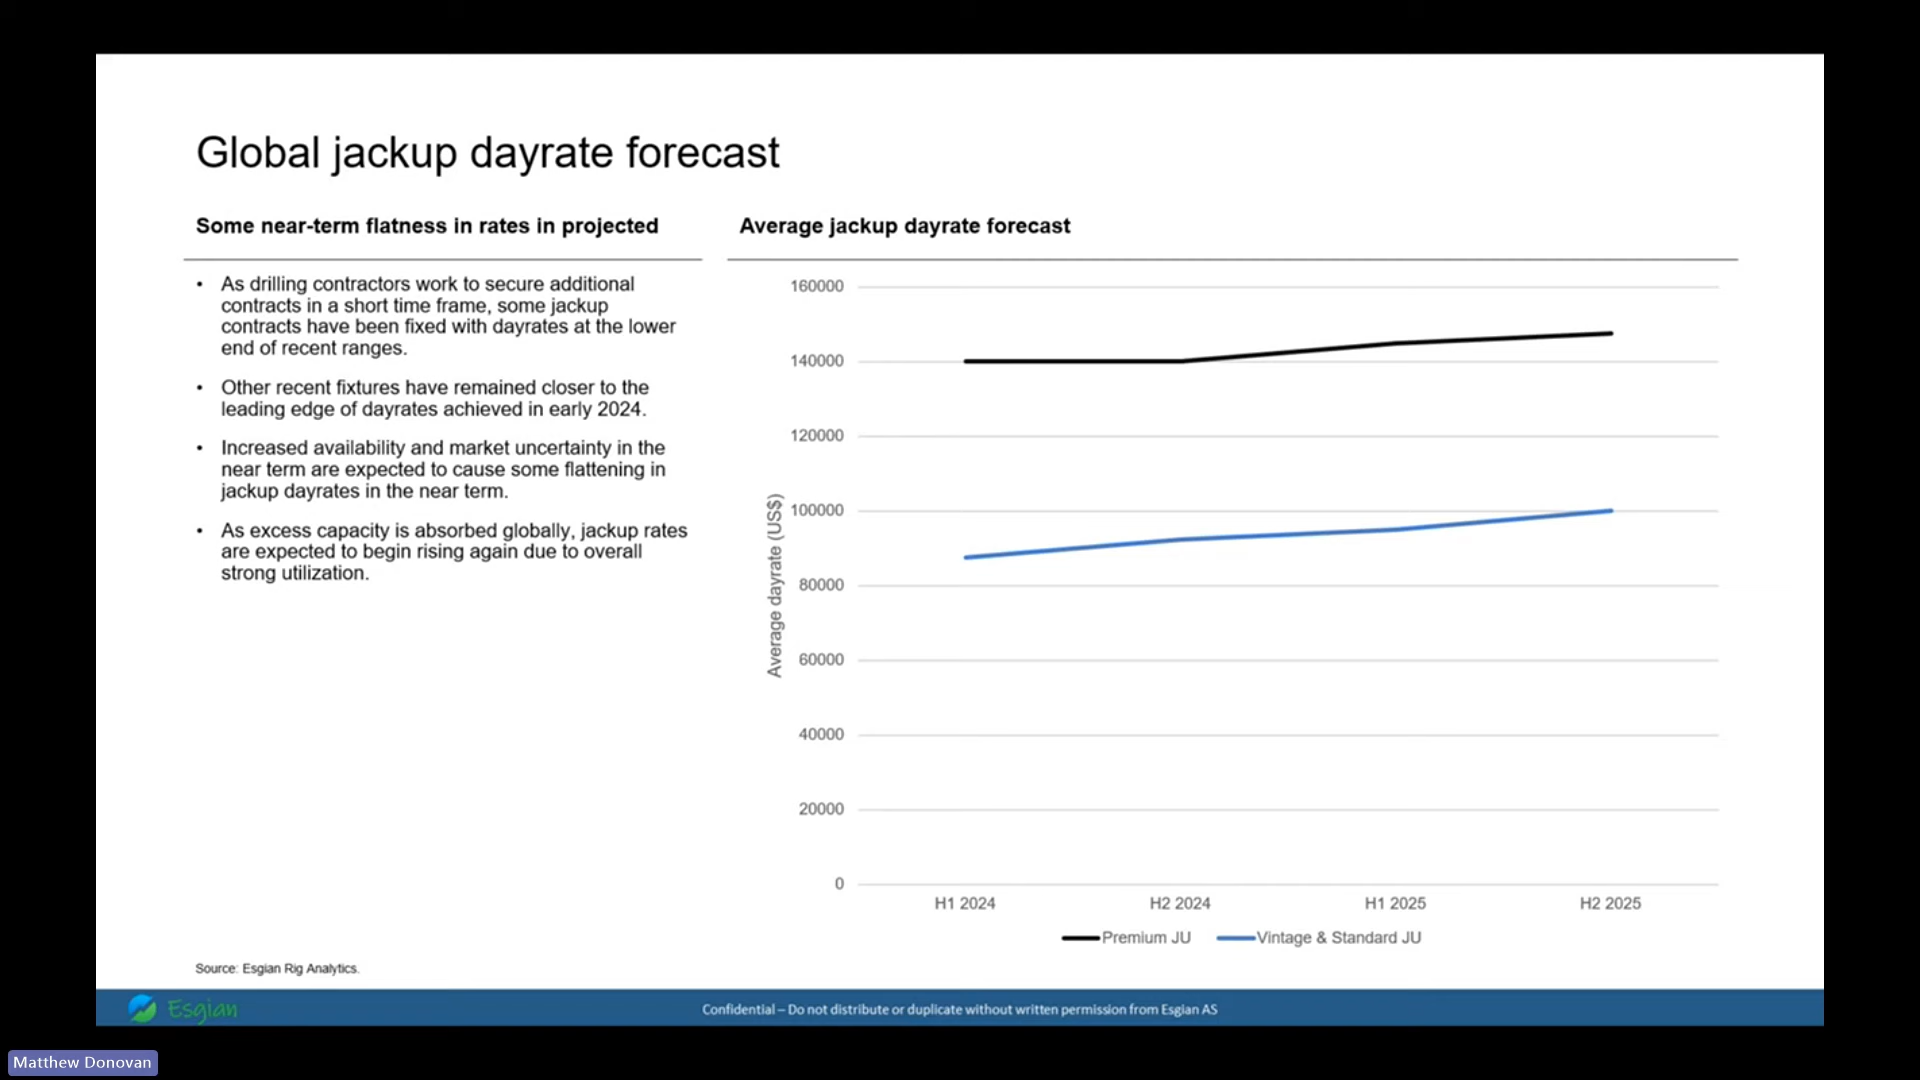 Global jackup dayrate forecast
Some near-term flatness in rates in projected
• As drilling contractors work to secure additional
contracts in a short time frame, some jackup
contracts have been fixed with dayrates at the lower
end of recent ranges.
• Other recent fixtures have remained closer to the
leading edge of dayrates achieved in early 2024.
• Increased availability and market uncertainty in the
near term are expected to cause some flattening in
jackup dayrates in the near term.
• As excess capacity is absorbed globally, jackup rates
are expected to begin rising again due to overall
strong utilization.
Average jackup dayrate forecast
Average dayrate (US$)
160000
140000
120000
100000
80000
60000
40000
20000
0
H1 2024 H2 2024 H1 2025 H2 2025
Premium JU Vintage & Standard JU
Source: Esgian Rig Analytics.
Esgian
Confidential – Do not distribute or duplicate without written permission from Esgian AS
Matthew Donovan